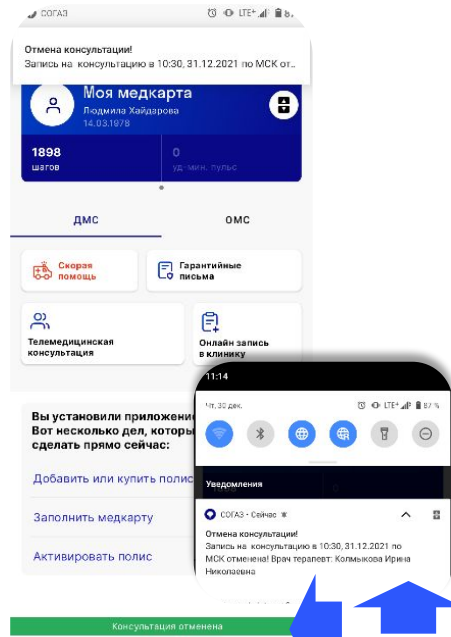 СОГАЗ LTE+
Отмена консультации!
Запись на консультацию в 10:30, 31.12.2021 по МСК от..
Моя медкарта
Людмила Хайдарова
14.03.1978
1898
шагов
0
уд-мин. пульс
ДМС
ОМС
Скорая
помощь
Гарантийные
письма
Телемедицинская
консультация
Онлайн запись
в клинику
Вы установили приложени
Вот несколько дел, которы
сделать прямо сейчас:
Добавить или купить полис
Заполнить медкарту
Активировать полис
11:14
Чт, 30 дек. LTE+ 87 %
Уведомления
СОГАЗ • Сейчас
Отмена консультации!
Запись на консультацию в 10:30, 31.12.2021 по
МСК отменена! Врач терапевт: Колмыкова Ирина
Николаевна
Консультация отменена